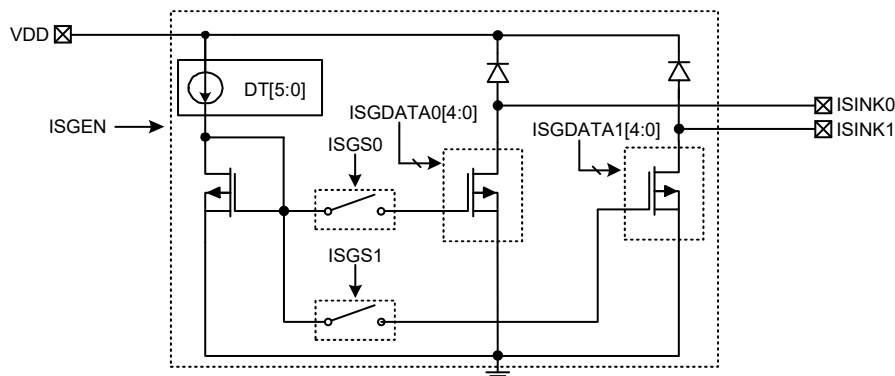 VDD
DT[5:0]
ISGEN
ISGDATA0[4:0]
ISGDATA1[4:0]
ISINK0
ISINK1
ISGS0
ISGS1